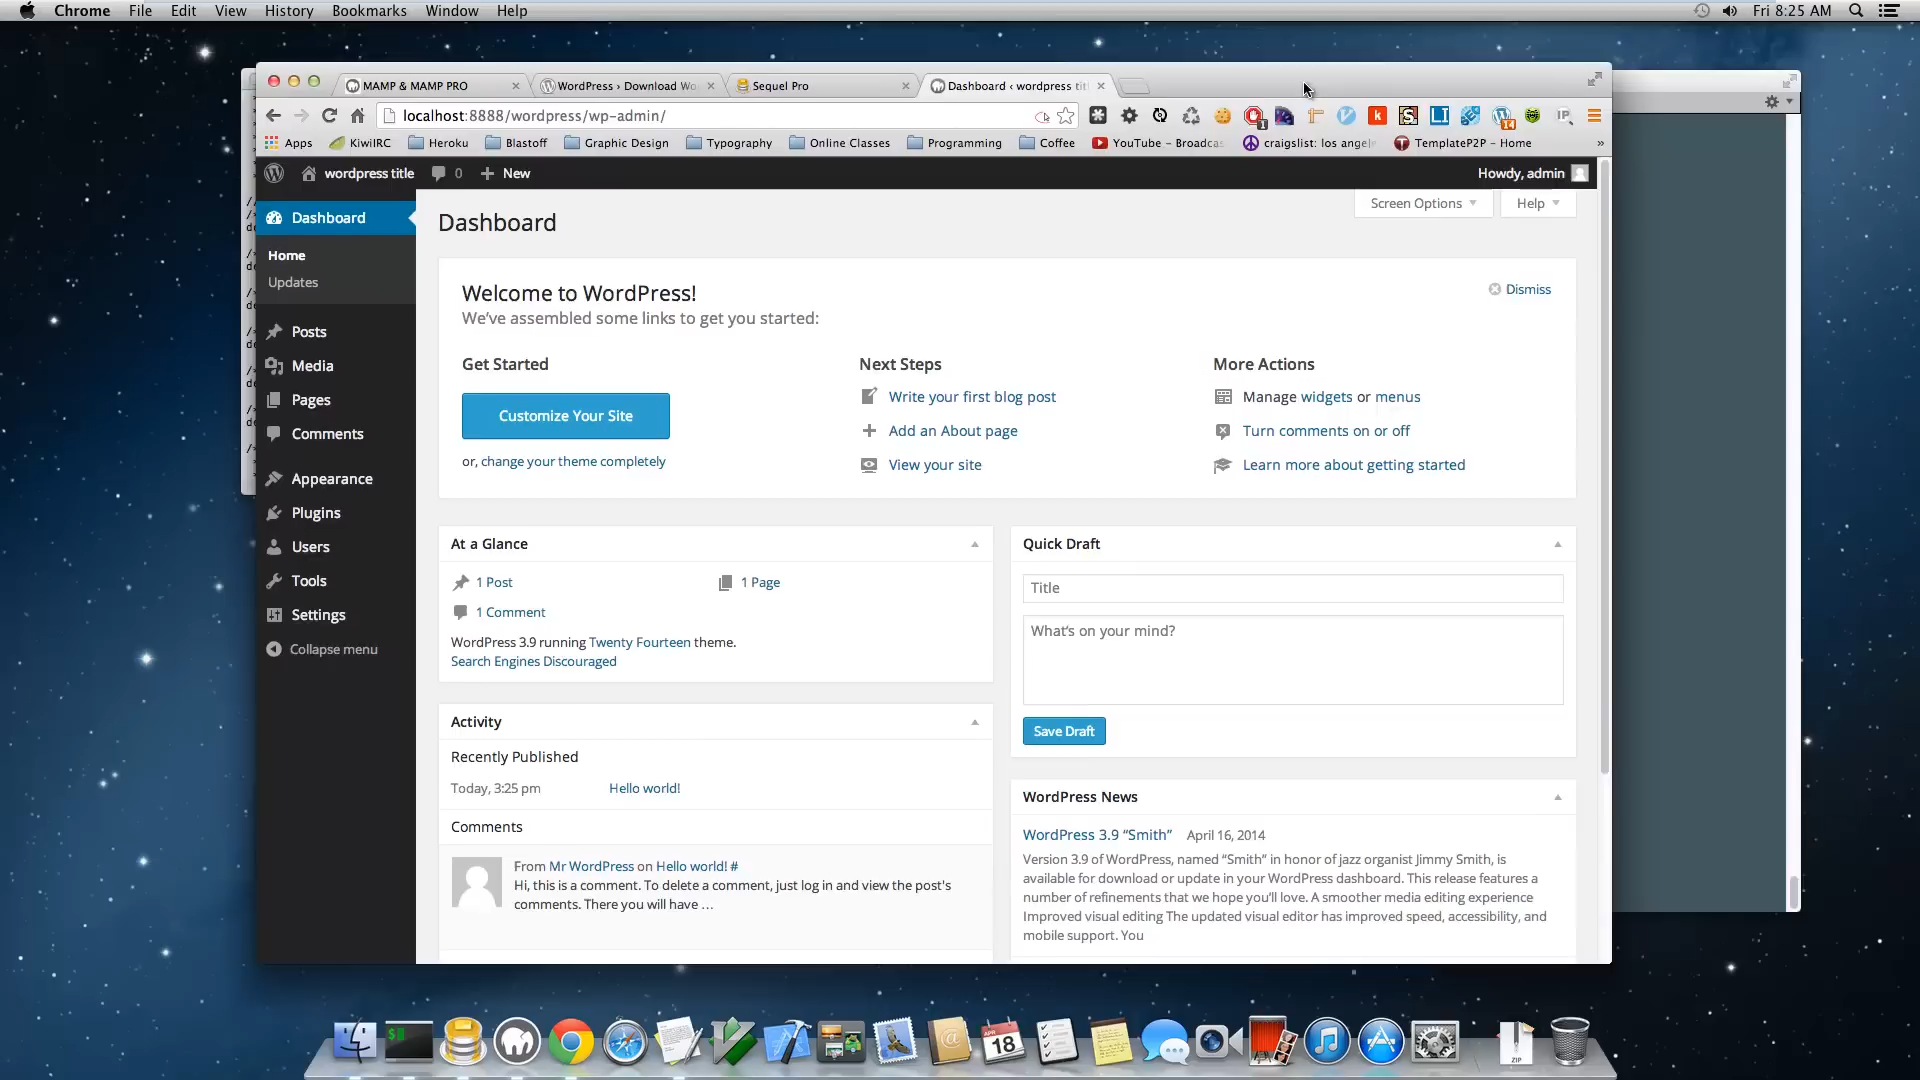 Chrome File Edit View History Bookmarks Window Help
Fri 8:25 AM
MAMP & MAMP PRO
WordPress › Download Wo
Sequel Pro
Dashboard ‹ wordpress titl
localhost:8888/wordpress/wp-admin/
Apps KiwiIRC Heroku Blastoff Graphic Design Typography Online Classes Programming Coffee YouTube - Broadcas craigslist: los angel TemplateP2P - Home »
wordpress title 0 + New
Howdy, admin
Screen Options Help
Dashboard
Home
Updates
Posts
Media
Pages
Comments
Appearance
Plugins
Users
Tools
Settings
Collapse menu
Dashboard
Welcome to WordPress!
Dismiss
We've assembled some links to get you started:
Get Started
Customize Your Site
or, change your theme completely
Next Steps
Write your first blog post
Add an About page
View your site
More Actions
Manage widgets or menus
Turn comments on or off
Learn more about getting started
At a Glance
1 Post
1 Page
1 Comment
WordPress 3.9 running Twenty Fourteen theme.
Search Engines Discouraged
Activity
Recently Published
Today, 3:25 pm Hello world!
Comments
From Mr WordPress on Hello world! #
Hi, this is a comment. To delete a comment, just log in and view the post's
comments. There you will have …
Quick Draft
Title
What's on your mind?
Save Draft
WordPress News
WordPress 3.9 “Smith” April 16, 2014
Version 3.9 of WordPress, named “Smith” in honor of jazz organist Jimmy Smith, is
available for download or update in your WordPress dashboard. This release features a
number of refinements that we hope you'll love. A smoother media editing experience
Improved visual editing The updated visual editor has improved speed, accessibility, and
mobile support. You
APR
18
ZIP